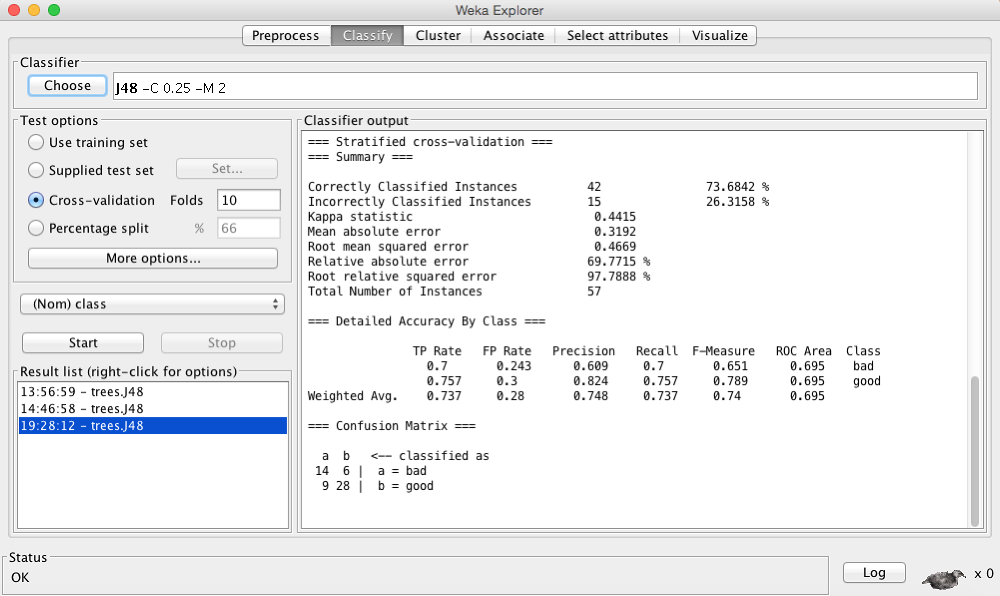 Weka Explorer
Preprocess Classify Cluster Associate Select attributes Visualize
Classifier
Choose J48 -C 0.25 -M 2
Test options
Use training set
Supplied test set Set...
Cross-validation Folds 10
Percentage split % 66
More options...
(Nom) class
Start Stop
Result list (right-click for options)
13:56:59 - trees.J48
14:46:58 - trees.J48
19:28:12 - trees.J48
Classifier output
=== Stratified cross-validation ===
=== Summary ===
Correctly Classified Instances 42 73.6842 %
Incorrectly Classified Instances 15 26.3158 %
Kappa statistic 0.4415
Mean absolute error 0.3192
Root mean squared error 0.4669
Relative absolute error 69.7715 %
Root relative squared error 97.7888 %
Total Number of Instances 57
=== Detailed Accuracy By Class ===
TP Rate FP Rate Precision Recall F-Measure ROC Area Class
0.7 0.243 0.609 0.7 0.651 0.695 bad
0.757 0.3 0.824 0.757 0.789 0.695 good
Weighted Avg. 0.737 0.28 0.748 0.737 0.74 0.695
=== Confusion Matrix ===
a b <-- classified as
14 6 | a = bad
9 28 | b = good
Status
OK
Log x 0